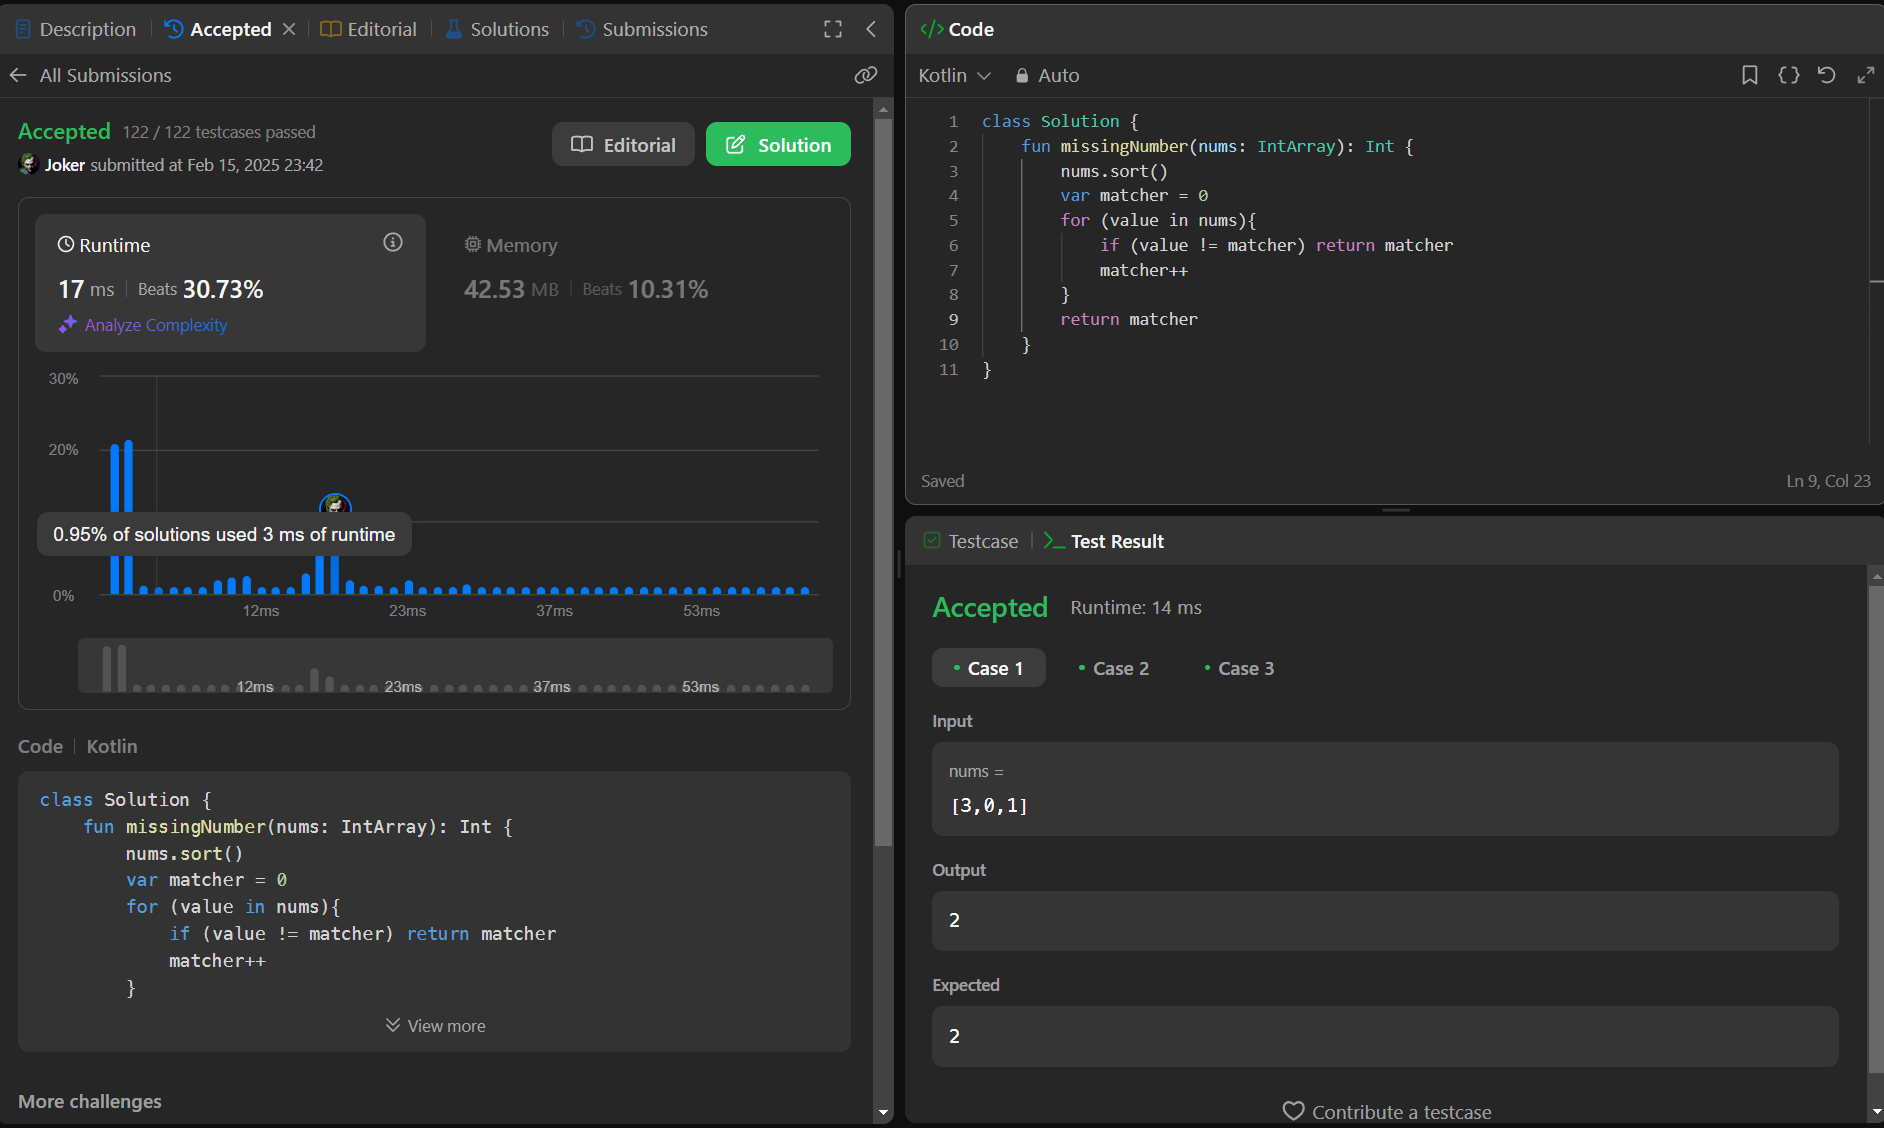 Description
Accepted
Editorial
Solutions
Submissions
All Submissions
Accepted 122 / 122 testcases passed
Joker submitted at Feb 15, 2025 23:42
Editorial
Solution
Runtime
17 ms Beats 30.73%
Analyze Complexity
Memory
42.53 MB Beats 10.31%
30%
20%
0.95% of solutions used 3 ms of runtime
0%
12ms 23ms 37ms 53ms
12ms 23ms 37ms 53ms
Code Kotlin
class Solution {
    fun missingNumber(nums: IntArray): Int {
        nums.sort()
        var matcher = 0
        for (value in nums){
            if (value != matcher) return matcher
            matcher++
        }
View more
More challenges
</> Code
Kotlin Auto
1 class Solution {
2     fun missingNumber(nums: IntArray): Int {
3         nums.sort()
4         var matcher = 0
5         for (value in nums){
6             if (value != matcher) return matcher
7             matcher++
8         }
9         return matcher
10     }
11 }
Saved
Ln 9, Col 23
Testcase
Test Result
Accepted Runtime: 14 ms
Case 1 Case 2 Case 3
Input
nums =
[3,0,1]
Output
2
Expected
2
Contribute a testcase